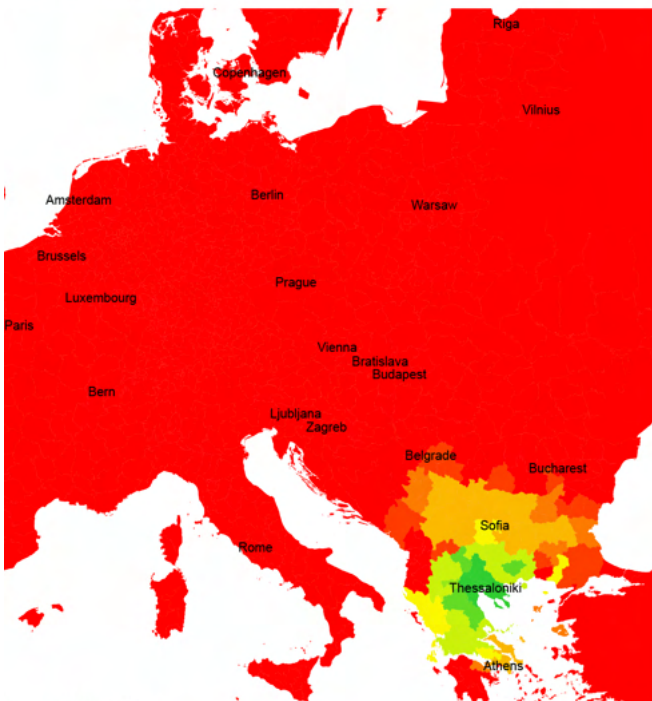 Riga
Copenhagen
Vilnius
Berlin
Amsterdam
Warsaw
Brussels
Prague
Luxembourg
Paris
Vienna
Bratislava
Budapest
Bern
Ljubljana
Zagreb
Belgrade
Bucharest
Sofia
Rome
Thessaloniki
Athens